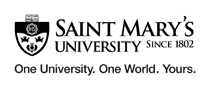 SAINT MARY'S
UNIVERSITY SINCE 1802
One University. One World. Yours.